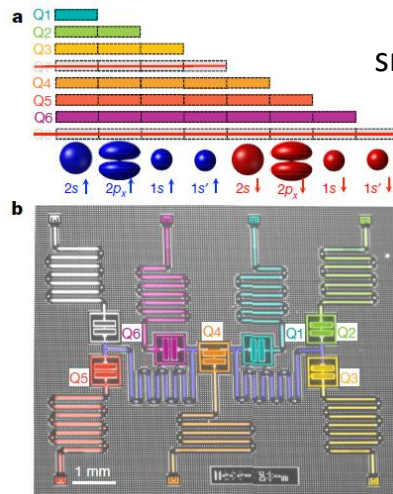 a
Q1
Q2
Q3
Q4
Q5
Q6
2s↑ 2pₓ↑ 1s↑ 1s′↑ 2s↓ 2pₓ↓ 1s↓ 1s′↓
b
Q6 Q4 Q1 Q2
Q5 Q3
1 mm